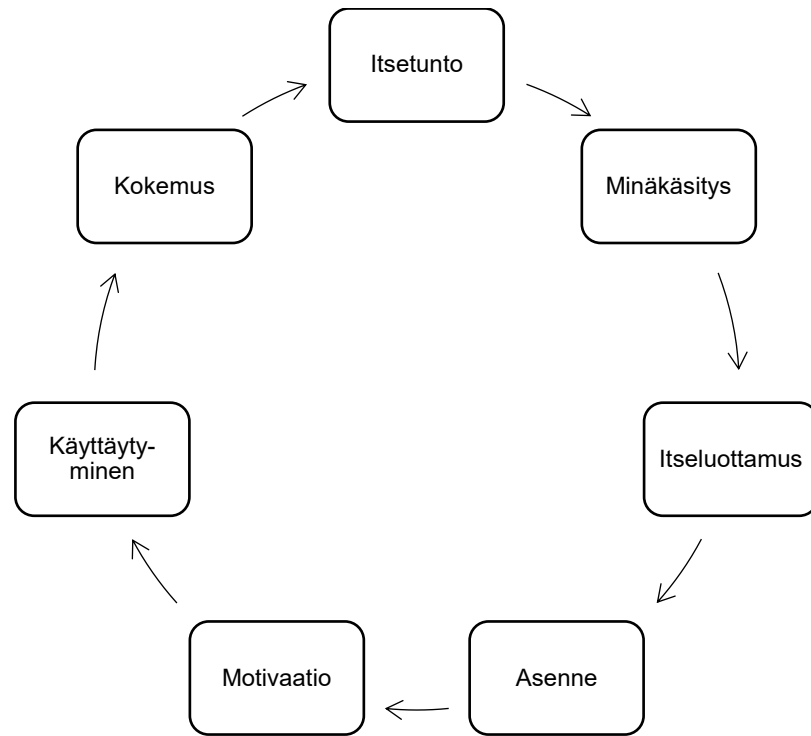 Itsetunto
Minäkäsitys
Itseluottamus
Asenne
Motivaatio
Käyttäyty-
minen
Kokemus